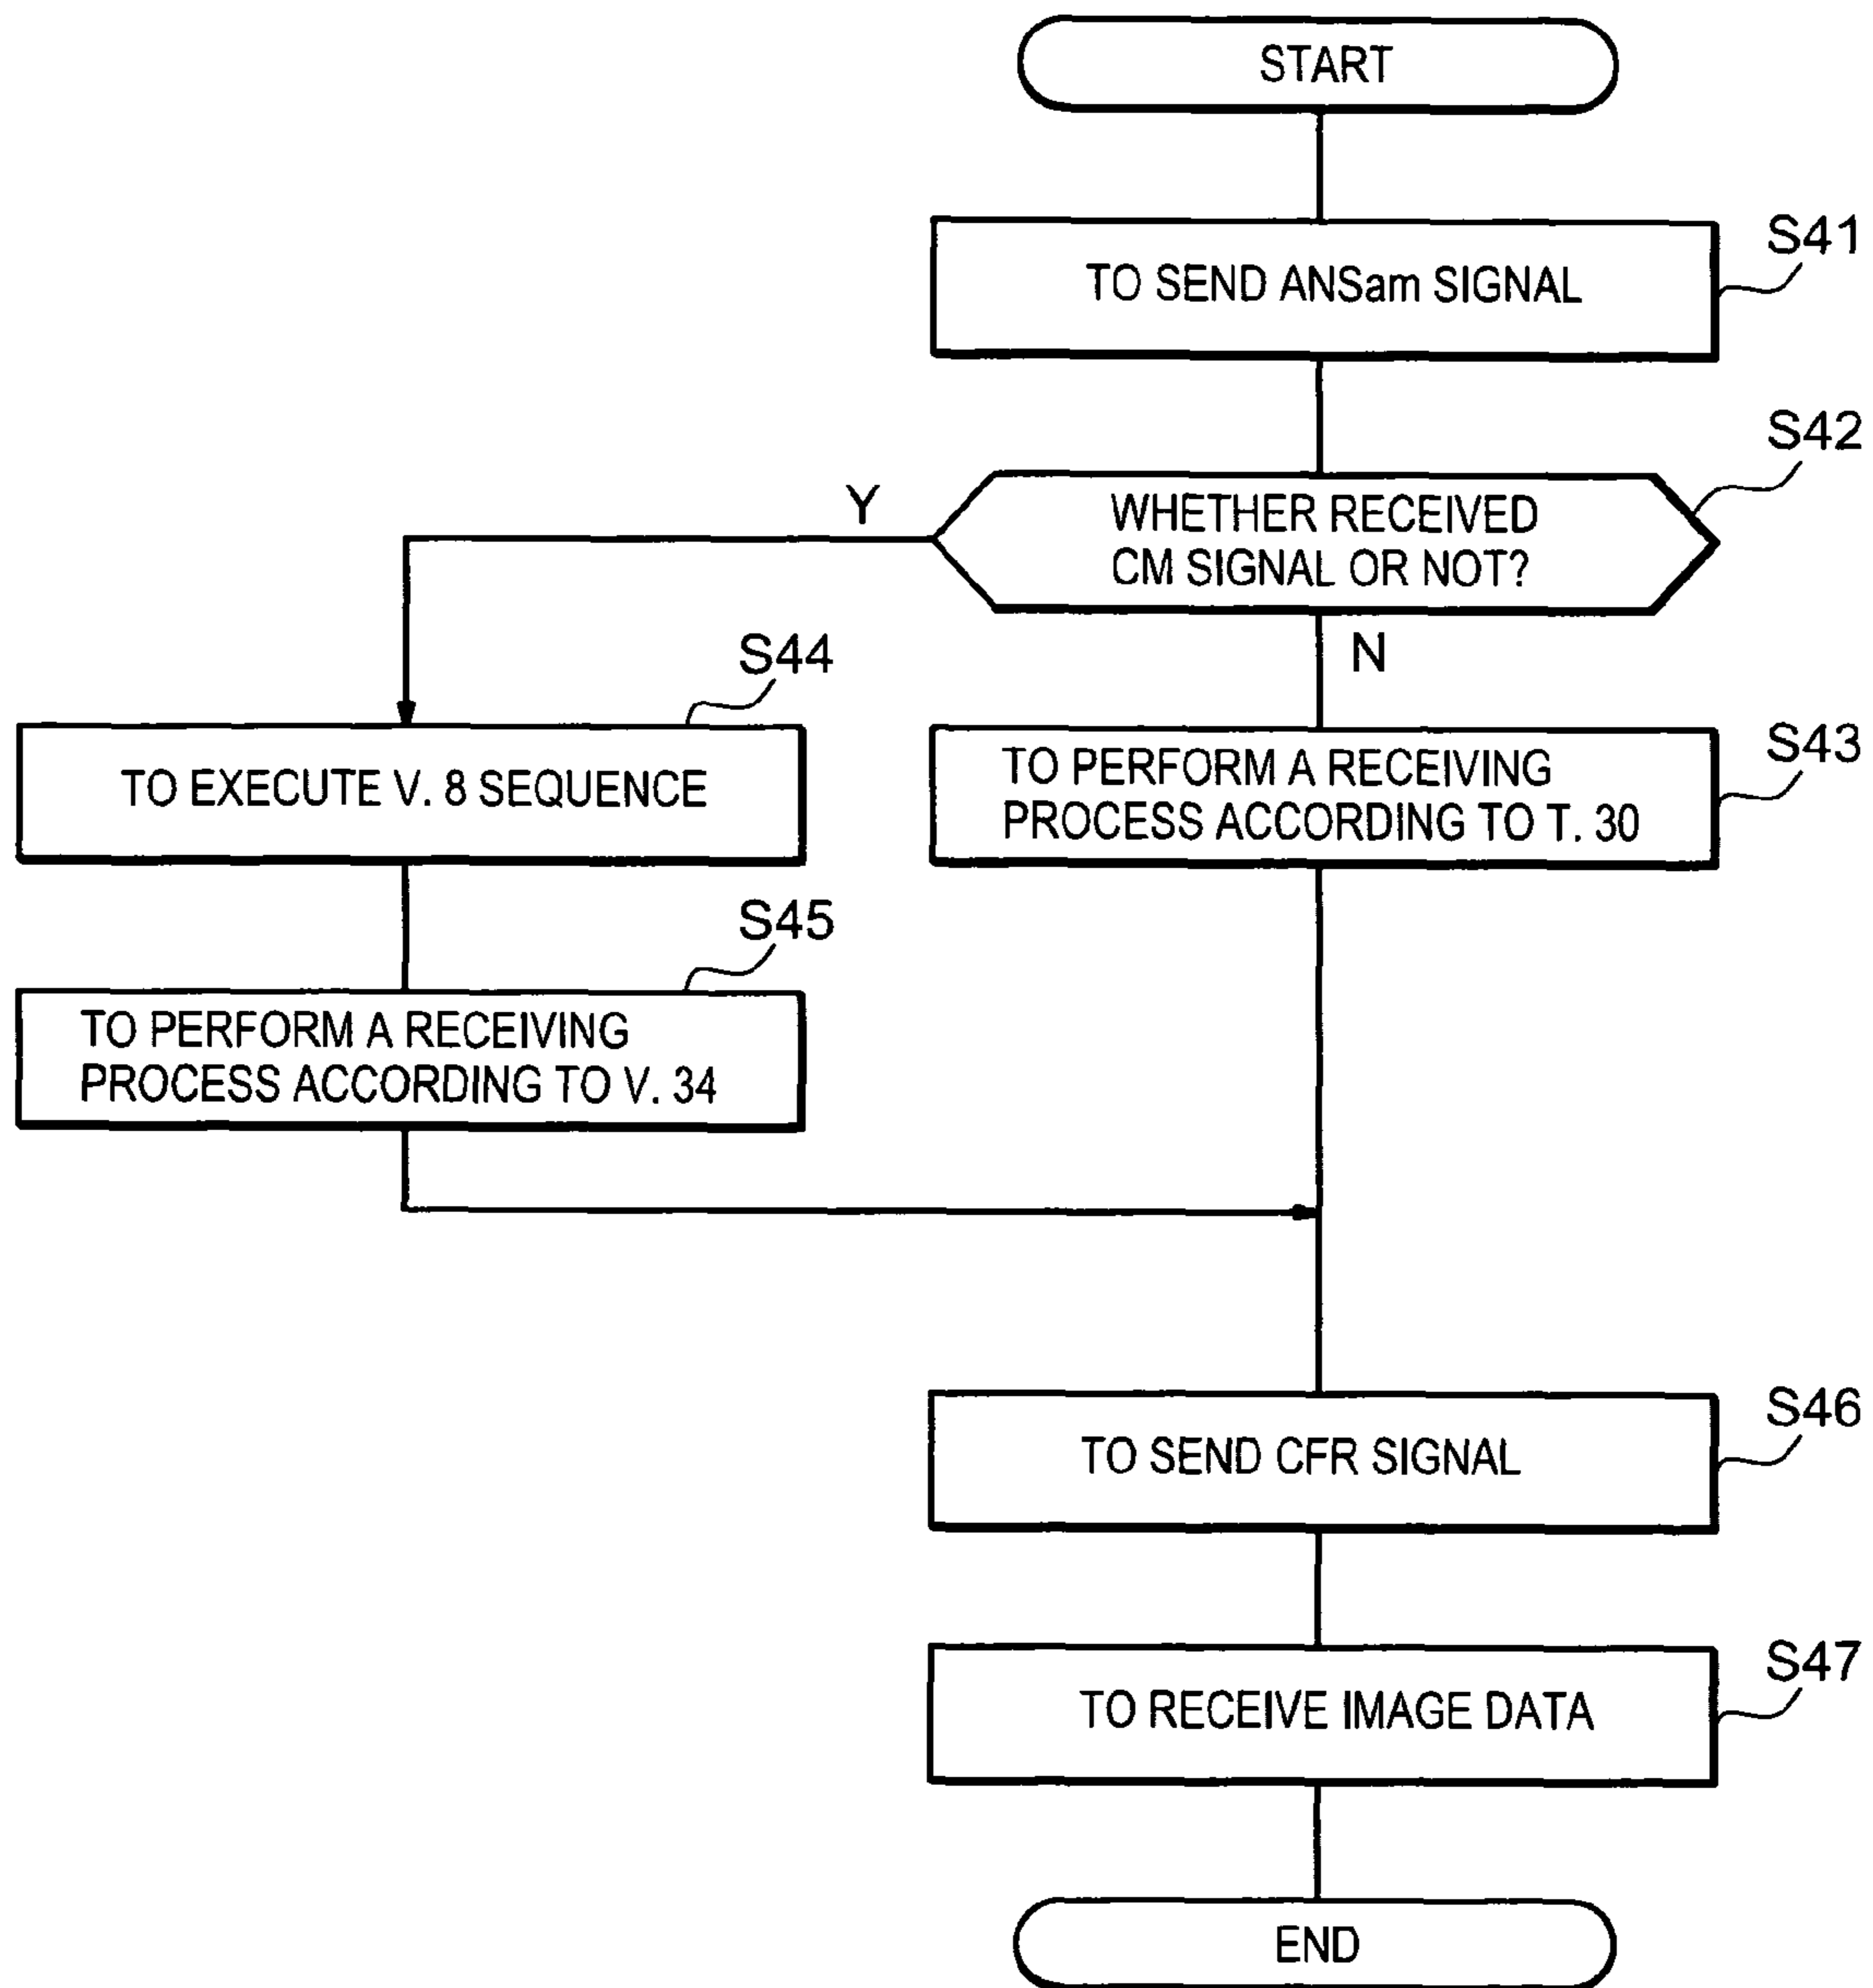 START
S41
TO SEND ANSam SIGNAL
S42
WHETHER RECEIVED
CM SIGNAL OR NOT?
Y
N
S44
TO EXECUTE V. 8 SEQUENCE
S43
TO PERFORM A RECEIVING
PROCESS ACCORDING TO T. 30
S45
TO PERFORM A RECEIVING
PROCESS ACCORDING TO V. 34
S46
TO SEND CFR SIGNAL
S47
TO RECEIVE IMAGE DATA
END